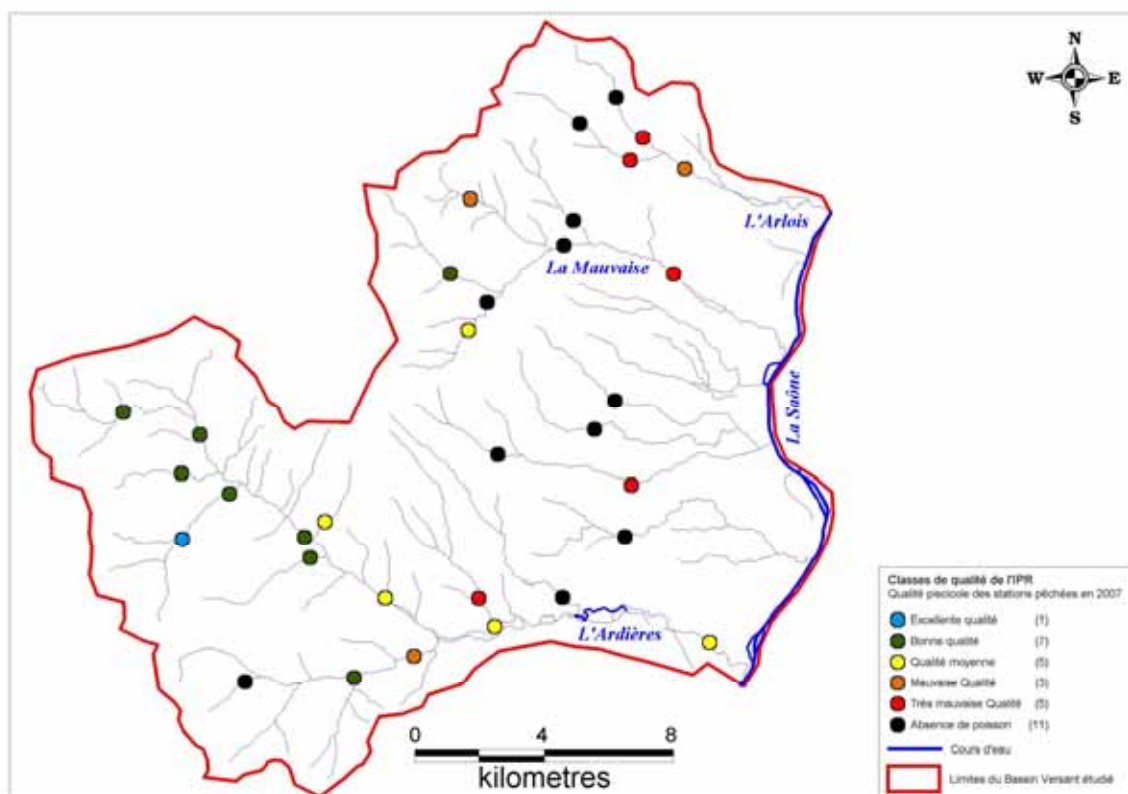 N
W E
S
L'Arlois
La Mauvaise
La Saône
L'Ardières
0 4 8
kilometres
Classes de qualité de l'IPR
Qualité piscicole des stations pêchées en 2007
Excellente qualité (1)
Bonne qualité (7)
Qualité moyenne (5)
Mauvaise Qualité (3)
Très mauvaise Qualité (5)
Absence de poisson (11)
Cours d'eau
Limites du Bassin Versant étudié